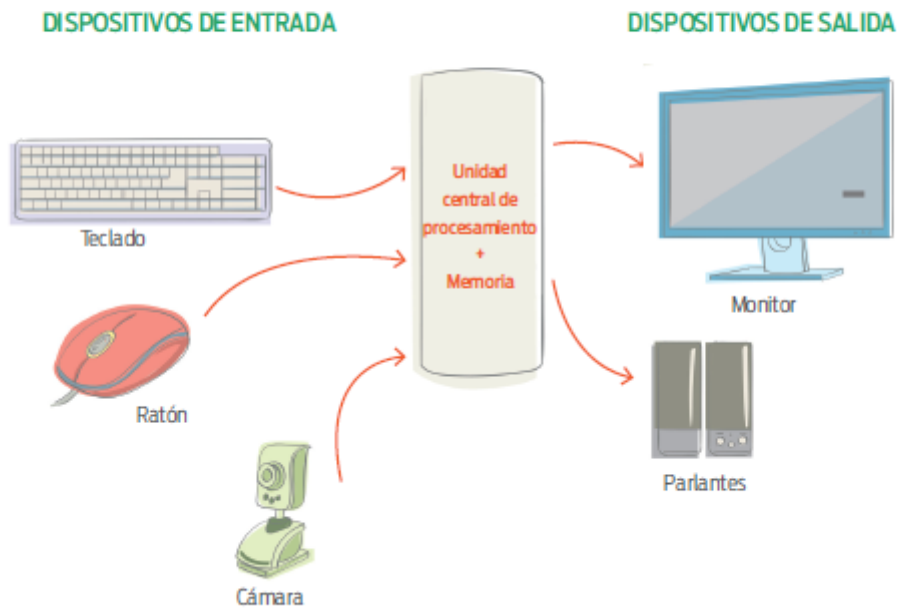 DISPOSITIVOS DE ENTRADA
DISPOSITIVOS DE SALIDA
Teclado
Ratón
Cámara
Unidad
central de
procesamiento
+
Memoria
Monitor
Parlantes